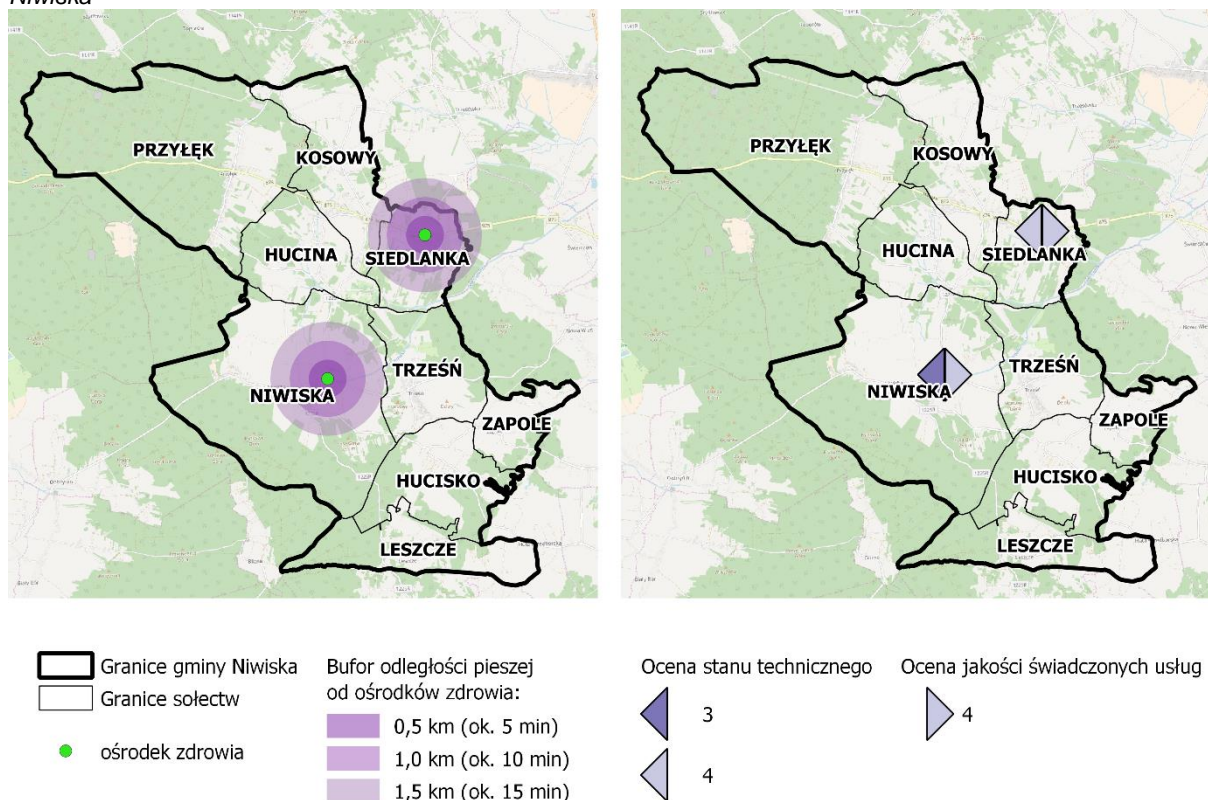 Niwiska
PRZYŁĘK
KOSOWY
HUCINA
SIEDLANKA
NIWISKA
TRZEŚŃ
ZAPOLE
HUCISKO
LESZCZE
PRZYŁĘK
KOSOWY
HUCINA
SIEDLANKA
NIWISKA
TRZEŚŃ
ZAPOLE
HUCISKO
LESZCZE
Granice gminy Niwiska
Granice sołectw
ośrodek zdrowia
Bufor odległości pieszej
od ośrodków zdrowia:
0,5 km (ok. 5 min)
1,0 km (ok. 10 min)
1,5 km (ok. 15 min)
Ocena stanu technicznego
3
4
Ocena jakości świadczonych usług
4